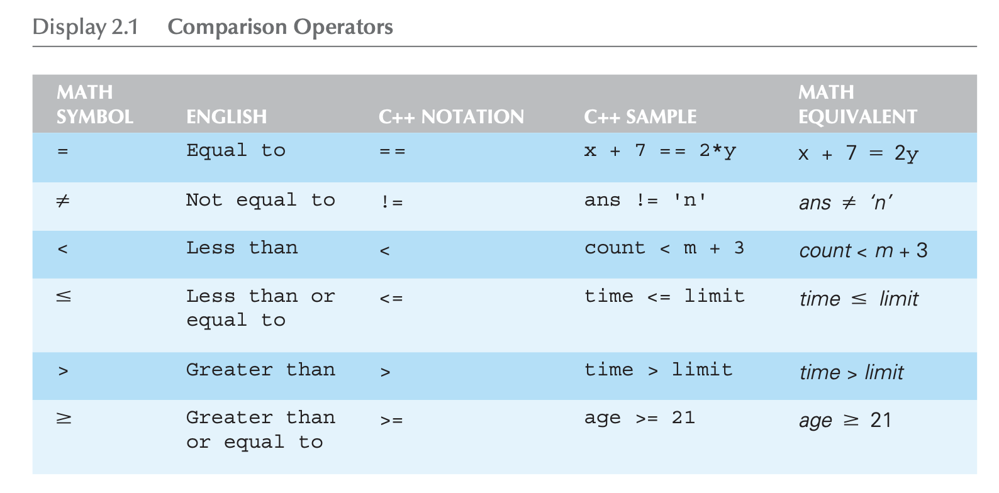 Display 2.1 Comparison Operators
MATH SYMBOL ENGLISH C++ NOTATION C++ SAMPLE MATH EQUIVALENT
= Equal to == x + 7 == 2*y x + 7 = 2y
≠ Not equal to != ans != 'n' ans ≠ ‘n’
< Less than < count < m + 3 count < m + 3
≤ Less than or equal to <= time <= limit time ≤ limit
> Greater than > time > limit time > limit
≥ Greater than or equal to >= age >= 21 age ≥ 21